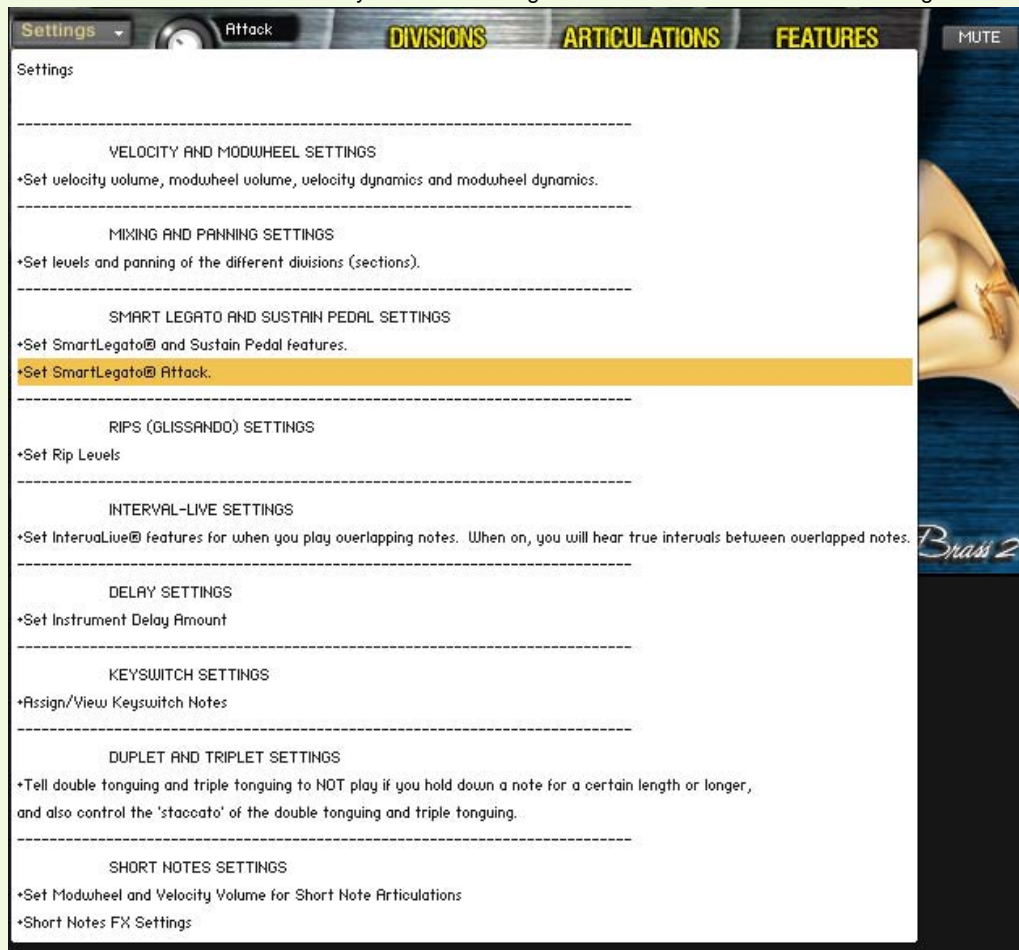 Settings
Attack
DIVISIONS
ARTICULATIONS
FEATURES
MUTE
Settings
VELOCITY AND MODWHEEL SETTINGS
+Set velocity volume, modwheel volume, velocity dynamics and modwheel dynamics.
MIXING AND PANNING SETTINGS
+Set levels and panning of the different divisions (sections).
SMART LEGATO AND SUSTAIN PEDAL SETTINGS
+Set SmartLegato® and Sustain Pedal features.
+Set SmartLegato® Attack.
RIPS (GLISSANDO) SETTINGS
+Set Rip Levels
INTERVAL-LIVE SETTINGS
+Set IntervaLive® features for when you play overlapping notes. When on, you will hear true intervals between overlapped notes.
Brass 2
DELAY SETTINGS
+Set Instrument Delay Amount
KEYSWITCH SETTINGS
+Assign/View Keyswitch Notes
DUPLET AND TRIPLET SETTINGS
+Tell double tonguing and triple tonguing to NOT play if you hold down a note for a certain length or longer,
and also control the 'staccato' of the double tonguing and triple tonguing.
SHORT NOTES SETTINGS
+Set Modwheel and Velocity Volume for Short Note Articulations
+Short Notes FX Settings